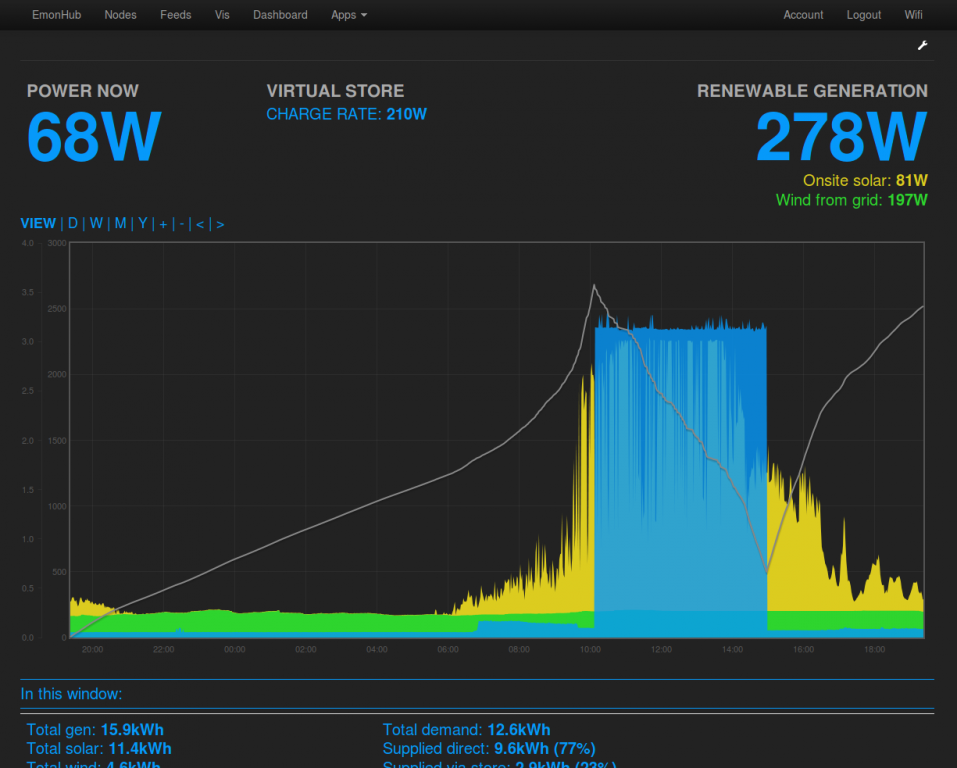 EmonHub Nodes Feeds Vis Dashboard Apps Account Logout Wifi
POWER NOW VIRTUAL STORE RENEWABLE GENERATION
68W CHARGE RATE: 210W 278W
Onsite solar: 81W
Wind from grid: 197W
VIEW | D | W | M | Y | + | - | < | >
4.0 3000
3.5
2500
3.0
2000
2.5
2.0 1500
1.5
1000
1.0
500
0.5
0.0 0
20:00 22:00 00:00 02:00 04:00 06:00 08:00 10:00 12:00 14:00 16:00 18:00
In this window:
Total gen: 15.9kWh Total demand: 12.6kWh
Total solar: 11.4kWh Supplied direct: 9.6kWh (77%)
Total wind: 4.6kWh Supplied via store: 2.9kWh (23%)